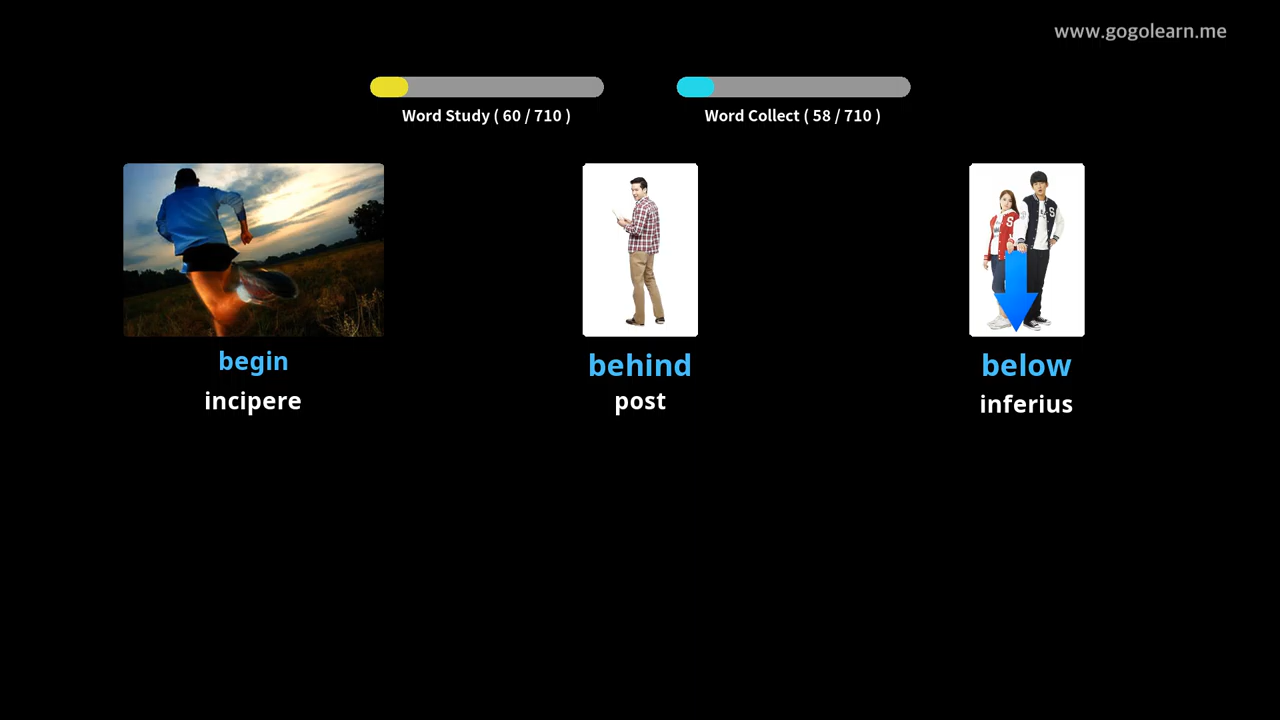 www.gogolearn.me
Word Study ( 60 / 710 )
Word Collect ( 58 / 710 )
begin
incipere
behind
post
below
inferius
S
S